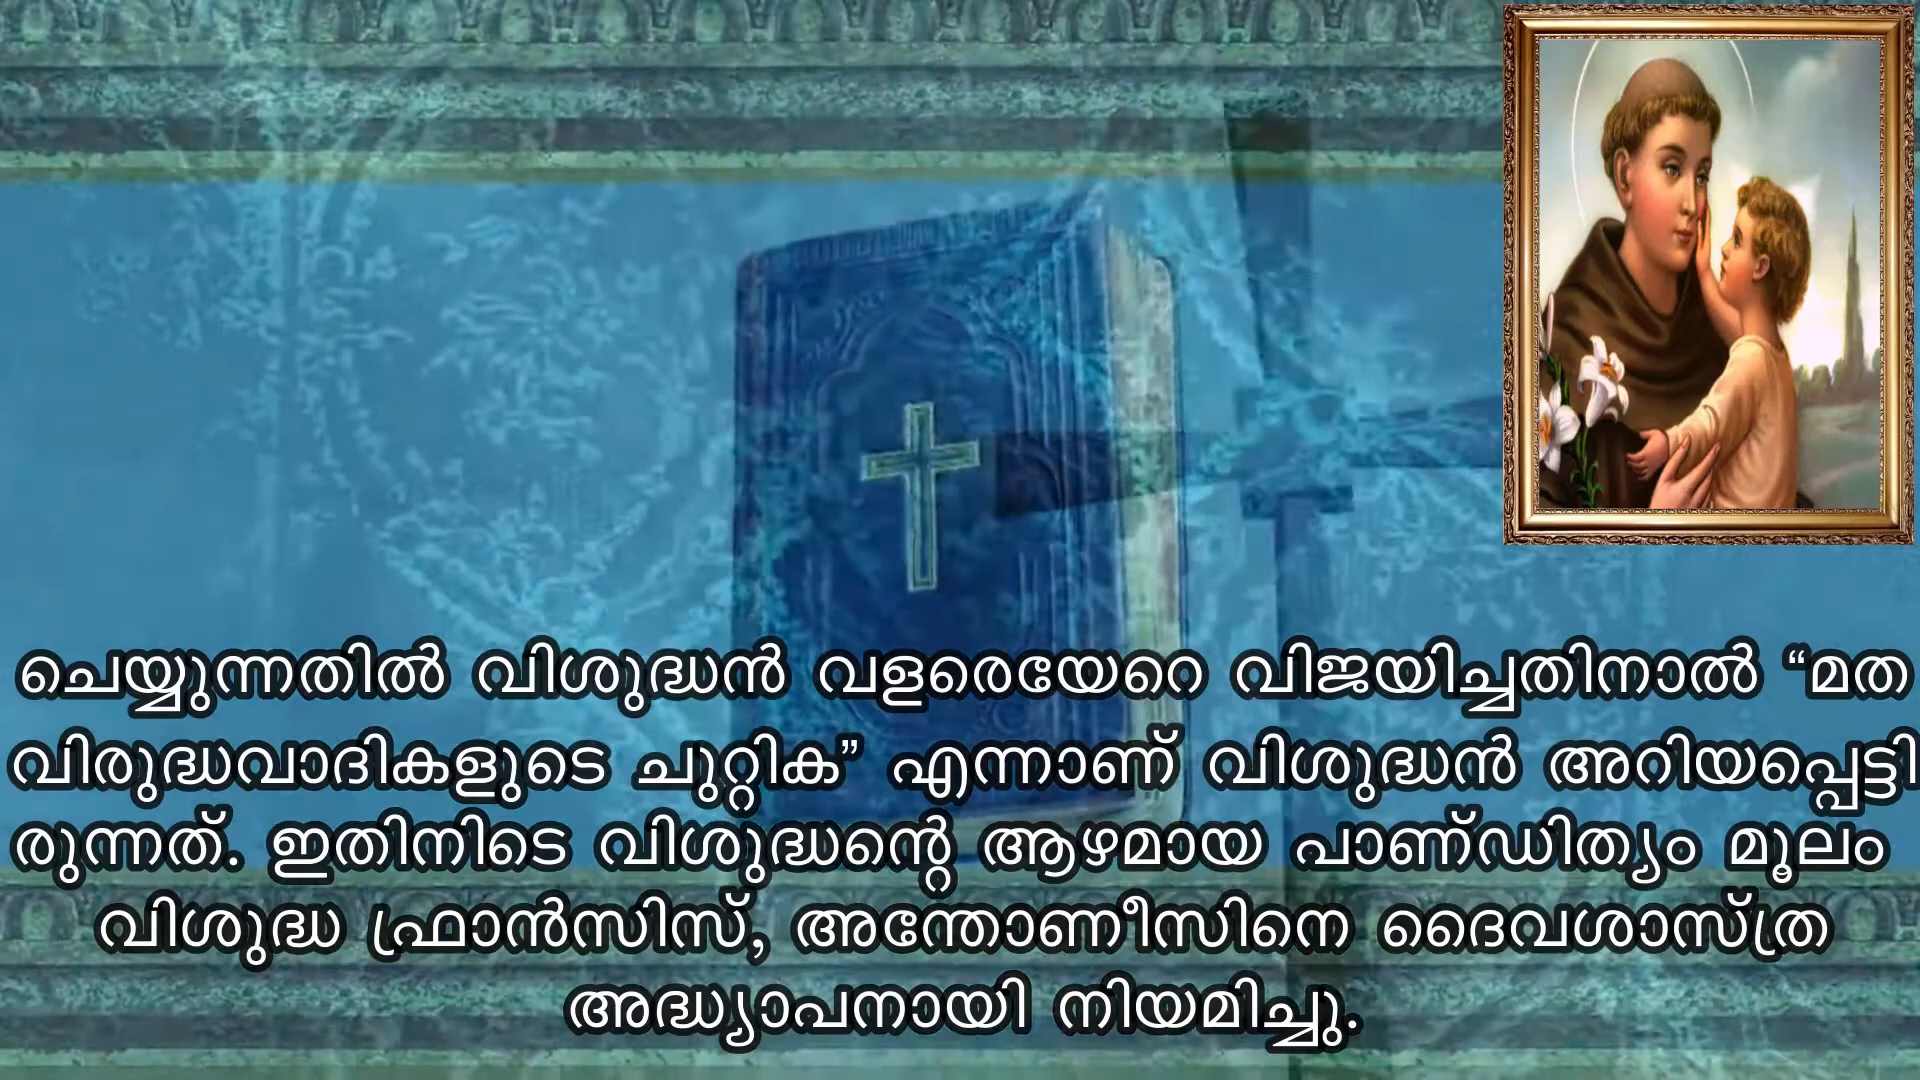 ചെയ്യുന്നതിൽ വിശുദ്ധൻ വളരെയേറെ വിജയിച്ചതിനാൽ “മത
വിരുദ്ധവാദികളുടെ ചുറ്റിക” എന്നാണ് വിശുദ്ധൻ അറിയപ്പെട്ടി
രുന്നത്. ഇതിനിടെ വിശുദ്ധന്റെ ആഴമായ പാണ്ഡിത്യം മൂലം
വിശുദ്ധ ഫ്രാൻസിസ്, അന്തോണീസിനെ ദൈവശാസ്ത്ര
അദ്ധ്യാപനായി നിയമിച്ചു.